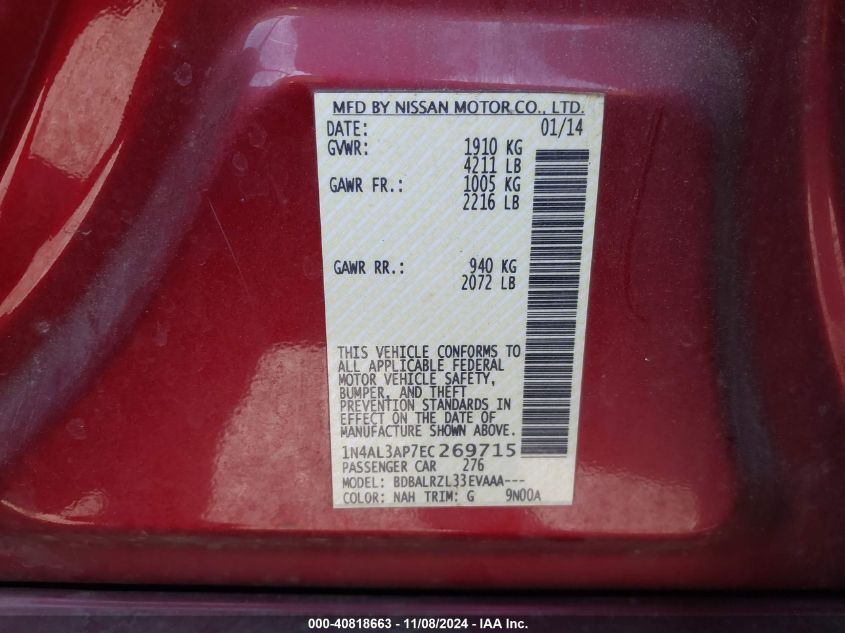 MFD BY NISSAN MOTOR CO., LTD.
DATE: 01/14
GVWR: 1910 KG
4211 LB
GAWR FR.: 1005 KG
2216 LB
GAWR RR.: 940 KG
2072 LB
THIS VEHICLE CONFORMS TO
ALL APPLICABLE FEDERAL
MOTOR VEHICLE SAFETY,
BUMPER, AND THEFT
PREVENTION STANDARDS IN
EFFECT ON THE DATE OF
MANUFACTURE SHOWN ABOVE.
1N4AL3AP7EC269715
PASSENGER CAR 276
MODEL: BDBALRZL33EVAAA---
COLOR: NAH TRIM: G 9N00A
000-40818663 - 11/08/2024 - IAA Inc.